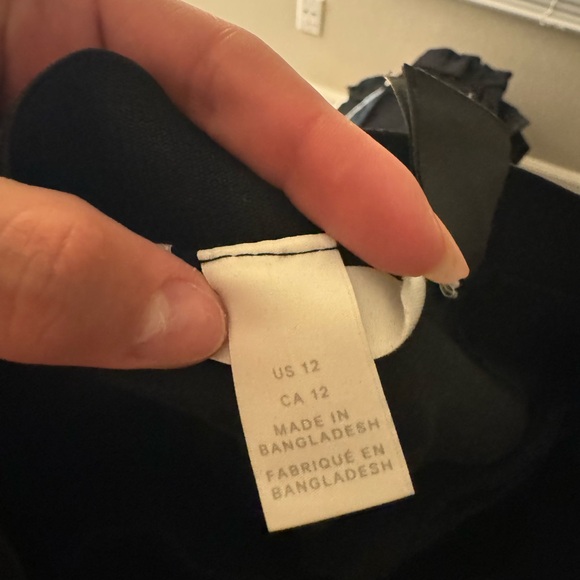 US 12
CA 12
MADE IN
BANGLADESH
FABRIQUÉ EN
BANGLADESH